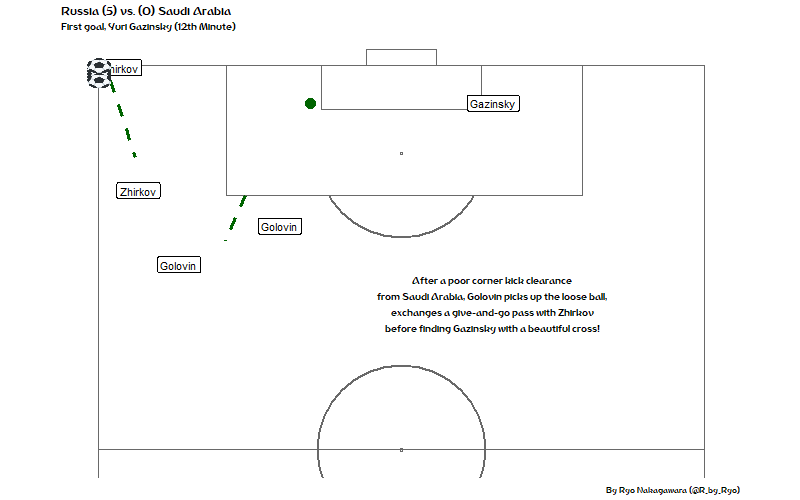 Russia (5) vs. (0) Saudi Arabia
First goal, Yuri Gazinsky (12th Minute)
hirkov
Gazinsky
Zhirkov
Golovin
Golovin
After a poor corner kick clearance
from Saudi Arabia, Golovin picks up the loose ball,
exchanges a give-and-go pass with Zhirkov
before finding Gazinsky with a beautiful cross!
By Ryo Nakagawara (@R_by_Ryo)